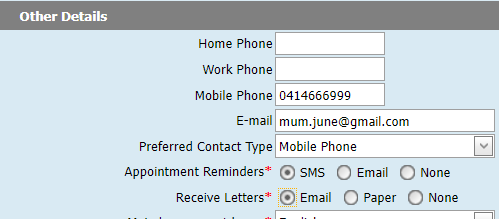 Other Details
Home Phone
Work Phone
Mobile Phone 0414666999
E-mail mum.june@gmail.com
Preferred Contact Type Mobile Phone
Appointment Reminders* SMS Email None
Receive Letters* Email Paper None